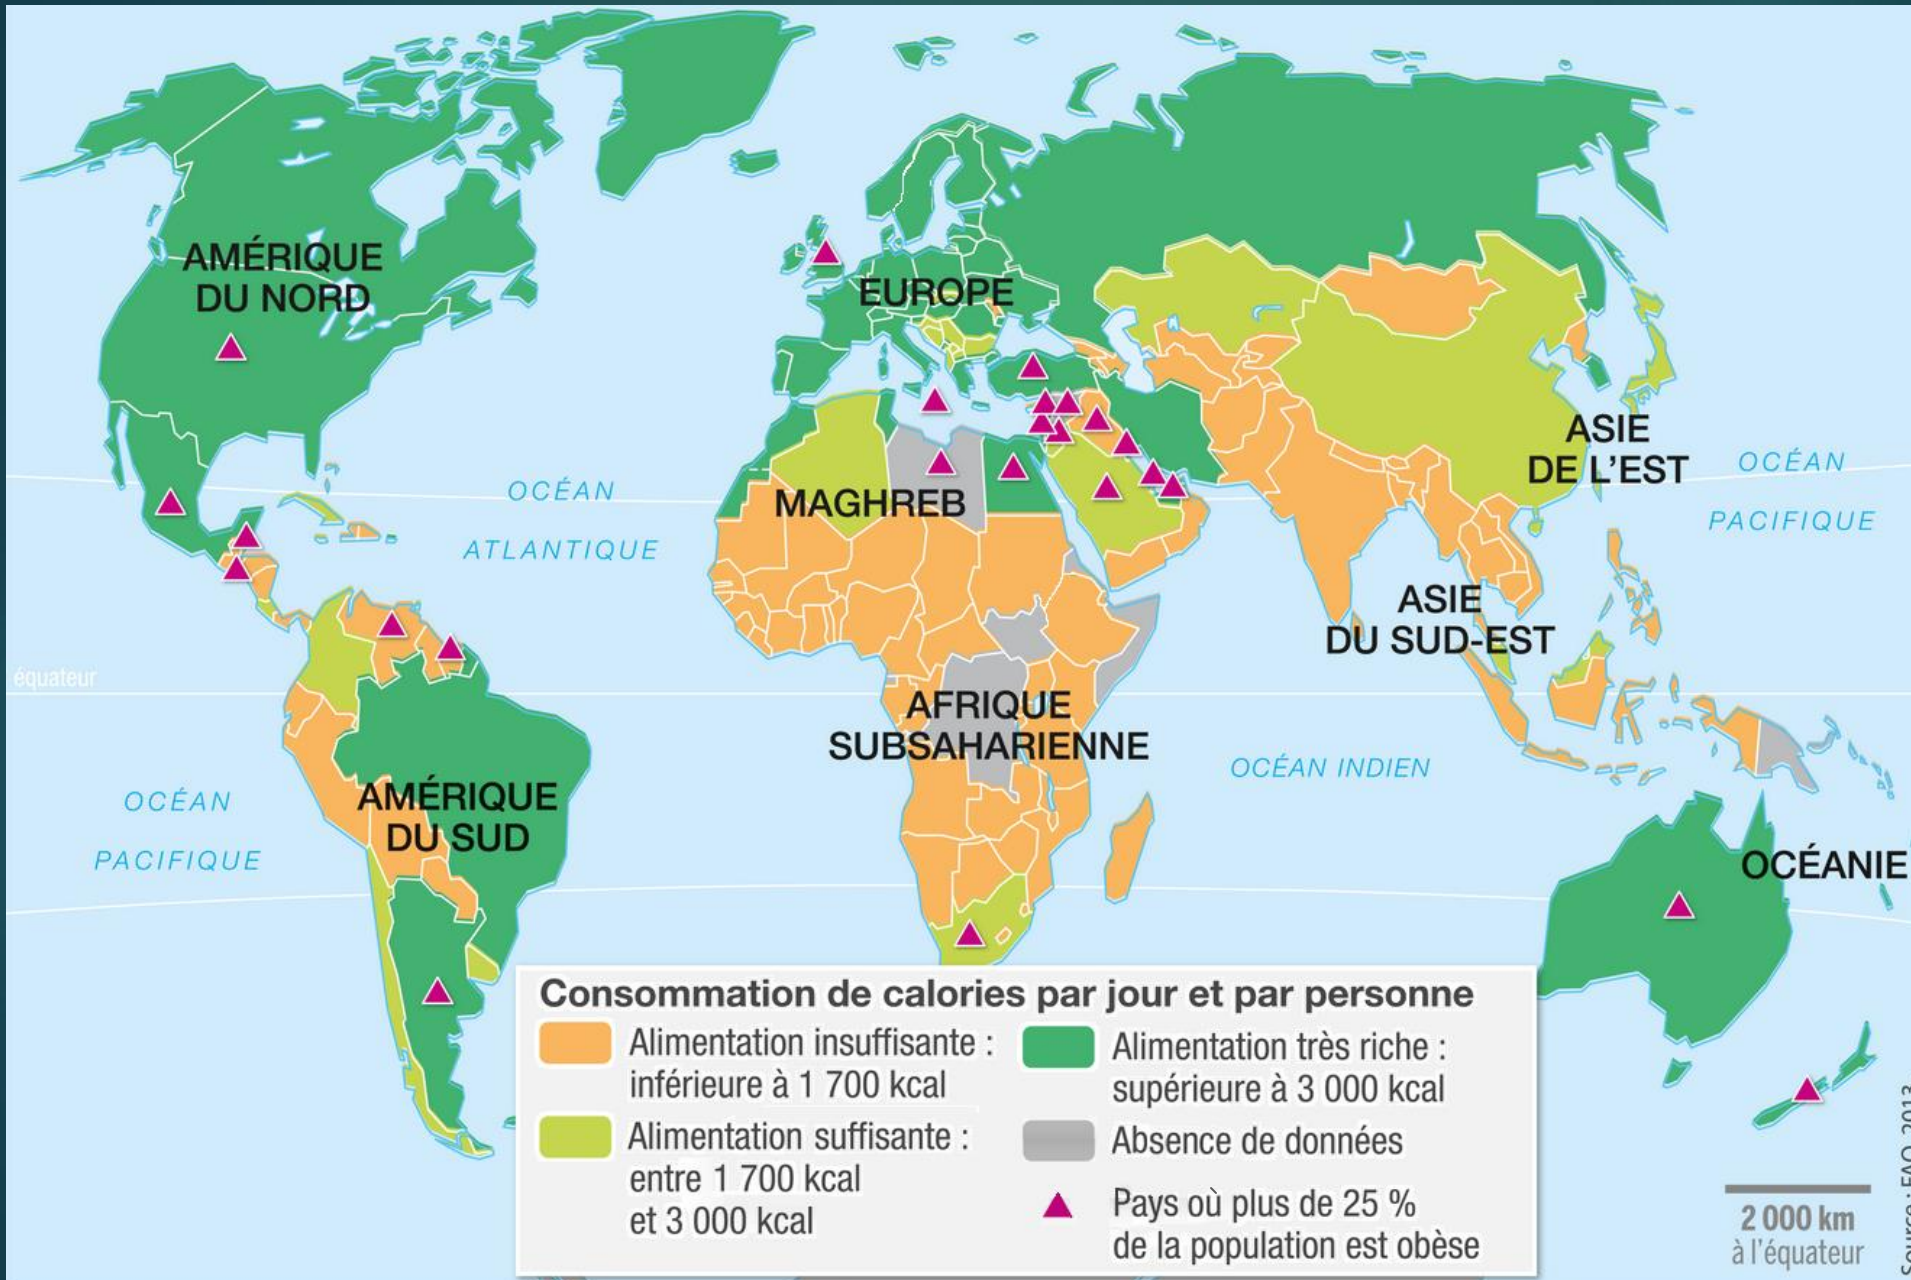 AMÉRIQUE
DU NORD
EUROPE
ASIE
DE L'EST
OCÉAN
PACIFIQUE
OCÉAN
ATLANTIQUE
MAGHREB
ASIE
DU SUD-EST
équateur
AFRIQUE
SUBSAHARIENNE
OCÉAN INDIEN
OCÉAN
PACIFIQUE
AMÉRIQUE
DU SUD
OCÉANIE
Consommation de calories par jour et par personne
Alimentation insuffisante :
inférieure à 1 700 kcal
Alimentation suffisante :
entre 1 700 kcal
et 3 000 kcal
Alimentation très riche :
supérieure à 3 000 kcal
Absence de données
Pays où plus de 25 %
de la population est obèse
2 000 km
à l'équateur
Source : FAO, 2013